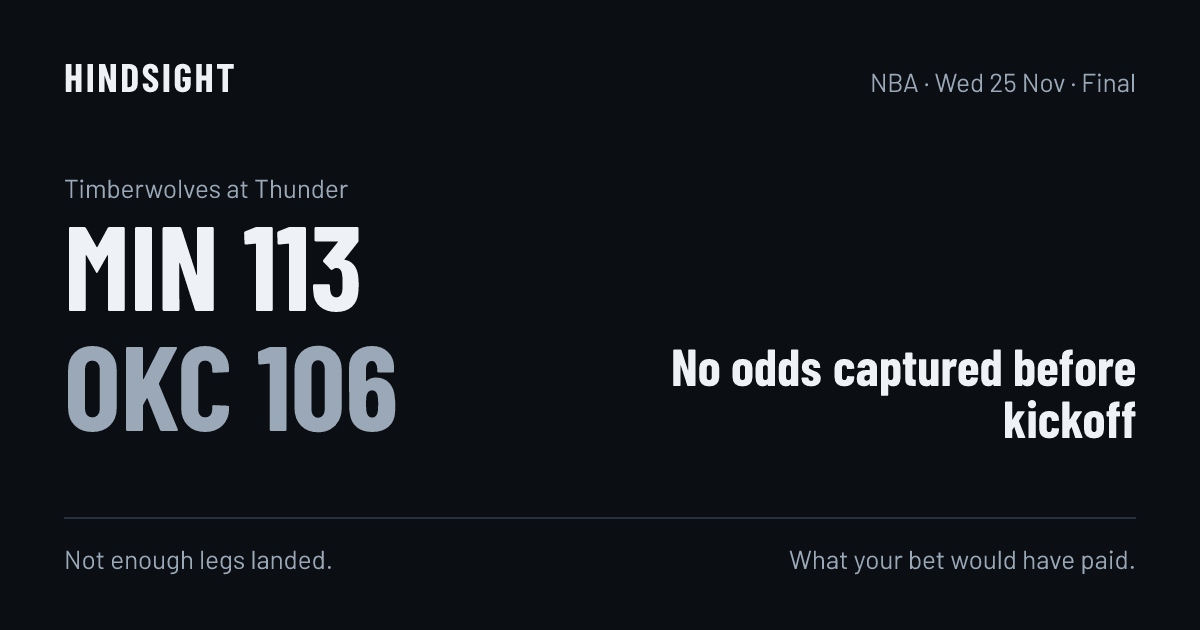 HINDSIGHT
NBA · Wed 25 Nov · Final
Timberwolves at Thunder
MIN 113
OKC 106
No odds captured before
kickoff
Not enough legs landed.
What your bet would have paid.